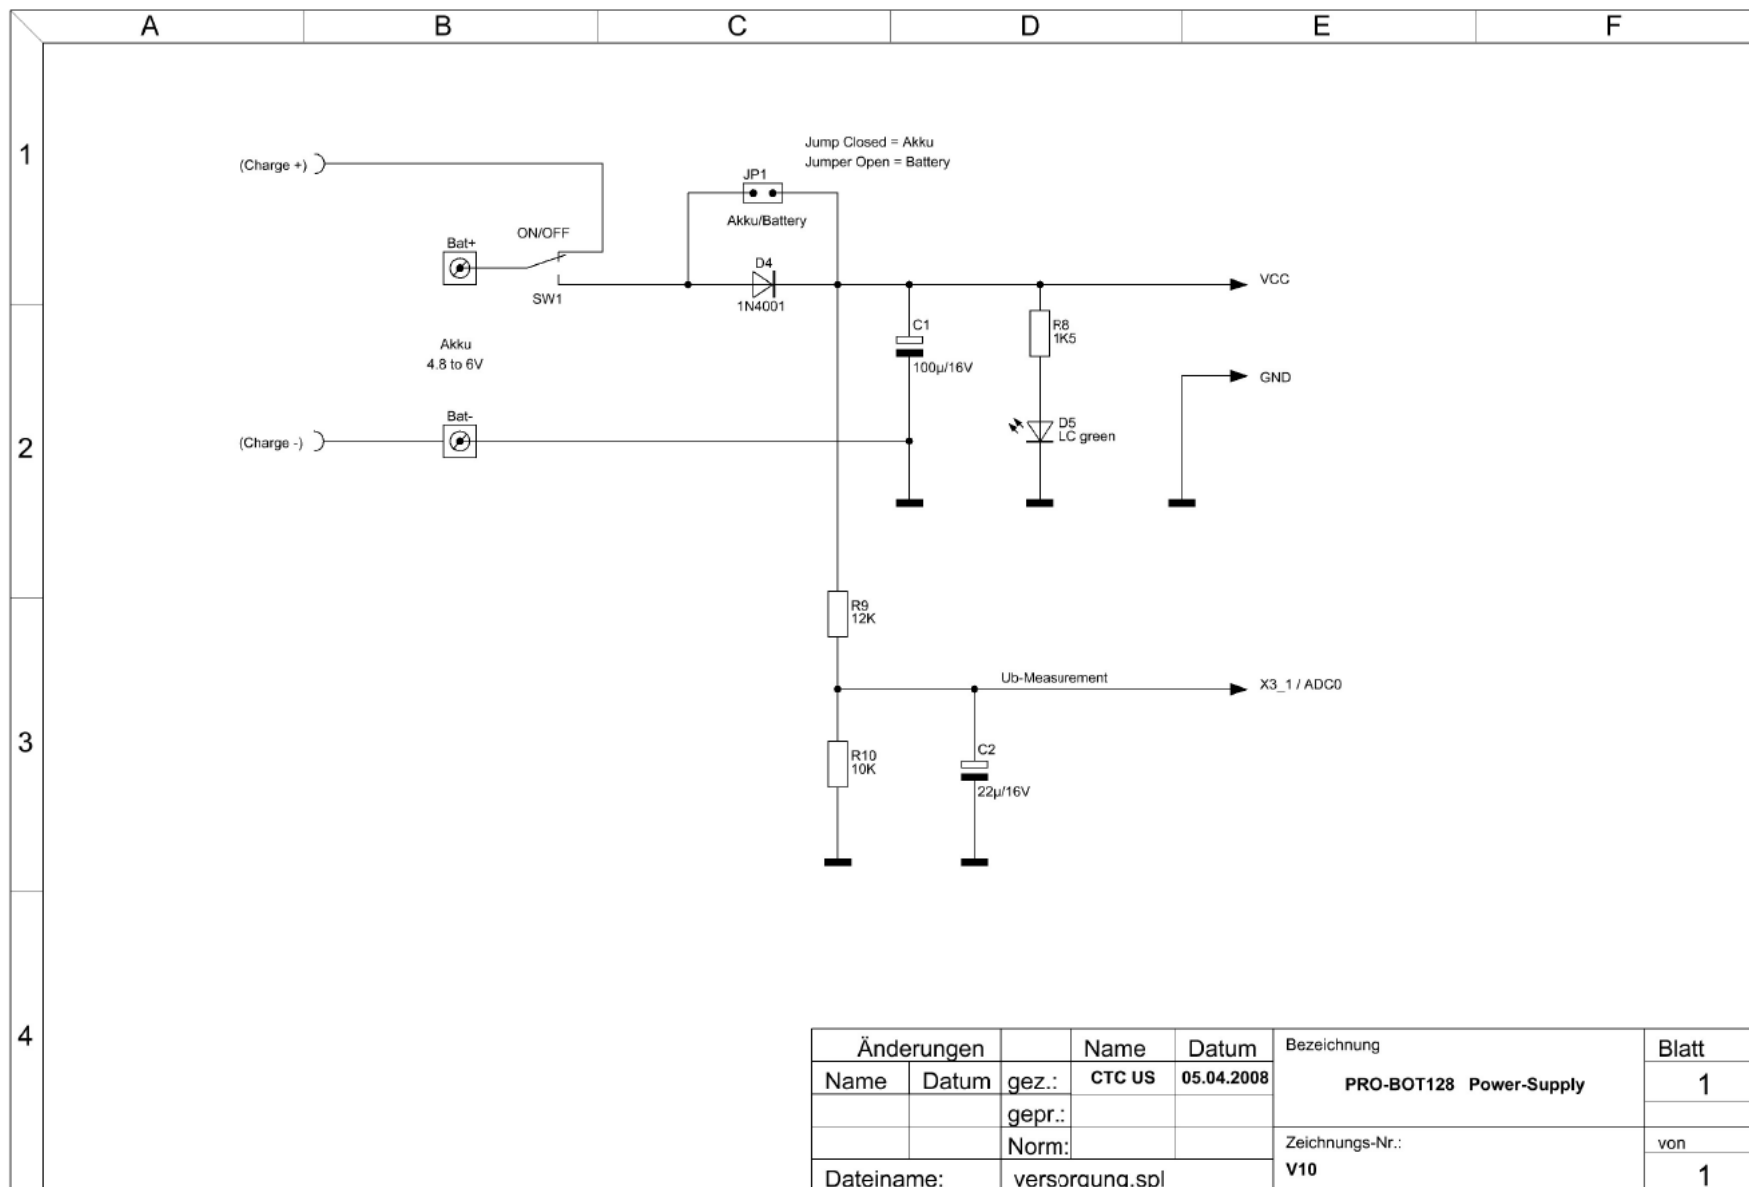 A B C D E F
1
(Charge +)
Jump Closed = Akku
Jumper Open = Battery
JP1
Akku/Battery
Bat+
ON/OFF
SW1
D4
1N4001
VCC
C1
100µ/16V
R8
1K5
Akku
4.8 to 6V
GND
2
(Charge -)
Bat-
D5
LC green
R9
12K
Ub-Measurement
X3_1 / ADC0
3
R10
10K
C2
22µ/16V
4
Änderungen Name Datum Bezeichnung Blatt
Name Datum gez.: CTC US 05.04.2008 PRO-BOT128 Power-Supply 1
gepr.:
Norm: Zeichnungs-Nr.: von
Dateiname: versorgung.spl V10 1